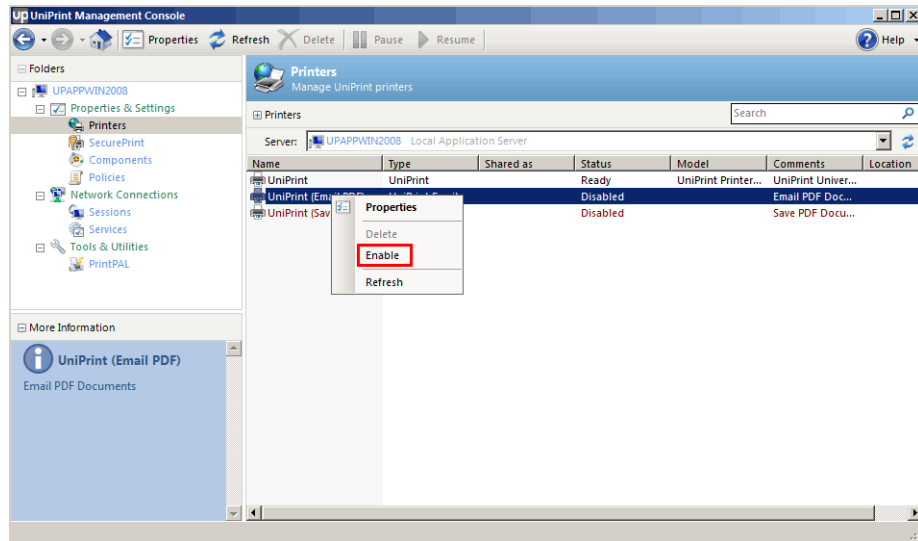 UniPrint Management Console
Properties Refresh Delete Pause Resume Help
Folders
UPAPPWIN2008
Properties & Settings
Printers
SecurePrint
Components
Policies
Network Connections
Sessions
Services
Tools & Utilities
PrintPAL
More Information
UniPrint (Email PDF)
Email PDF Documents
Printers
Manage UniPrint printers
Printers
Search
Server: UPAPPWIN2008 Local Application Server
Name Type Shared as Status Model Comments Location
UniPrint UniPrint Ready UniPrint Printer... UniPrint Univer...
UniPrint (Email PDF) Disabled Email PDF Doc...
UniPrint (Sav Disabled Save PDF Docu...
Properties
Delete
Enable
Refresh